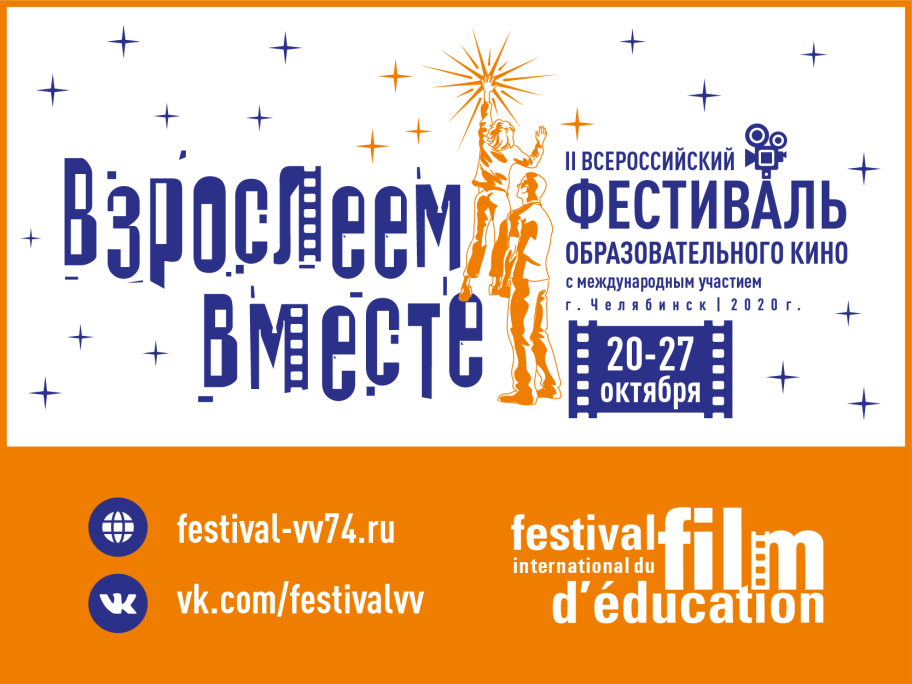 Взрослеем
вместе
II ВСЕРОССИЙСКИЙ
ФЕСТИВАЛЬ
ОБРАЗОВАТЕЛЬНОГО КИНО
с международным участием
г. Челябинск | 2020 г.
20-27
октября
festival-vv74.ru
vk.com/festivalvv
festival film
international du
d'éducation